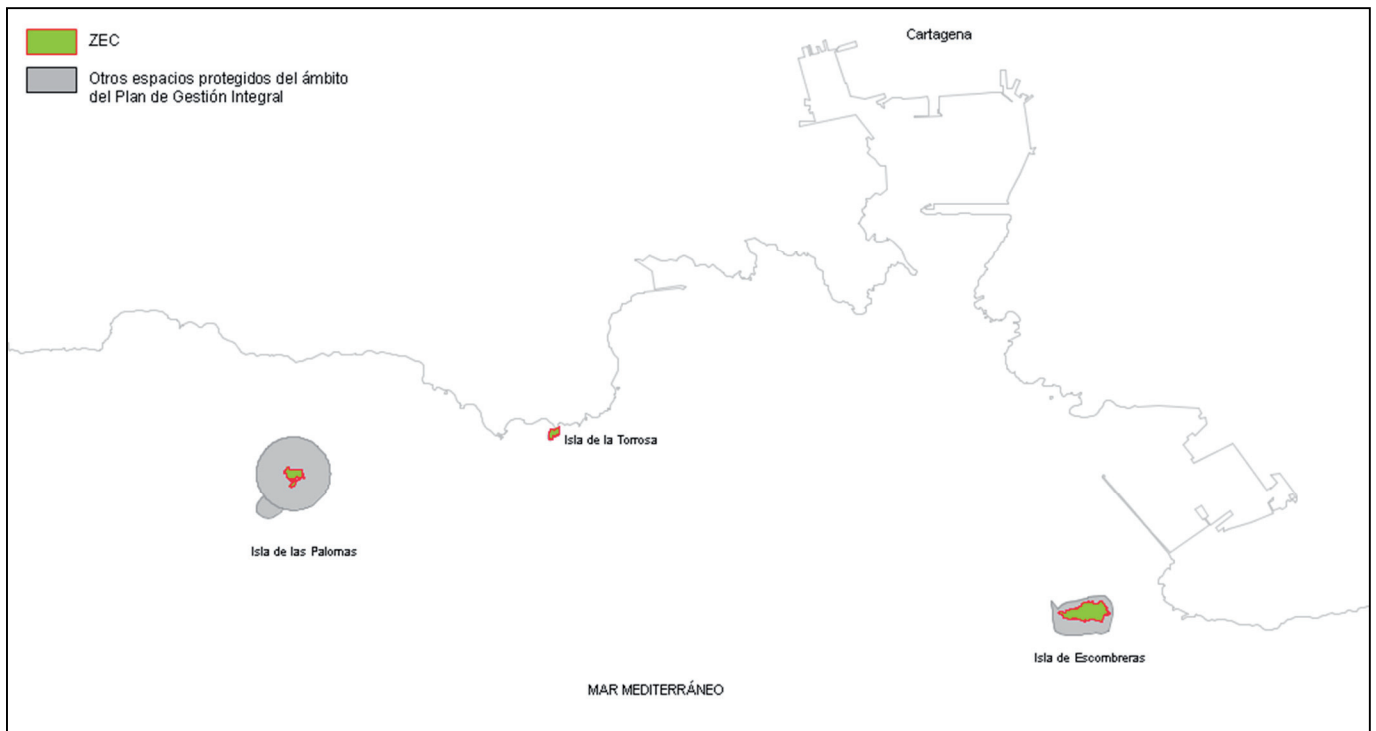 ZEC
Otros espacios protegidos del ámbito
del Plan de Gestión Integral
Cartagena
Isla de la Torrosa
Isla de las Palomas
Isla de Escombreras
MAR MEDITERRÁNEO